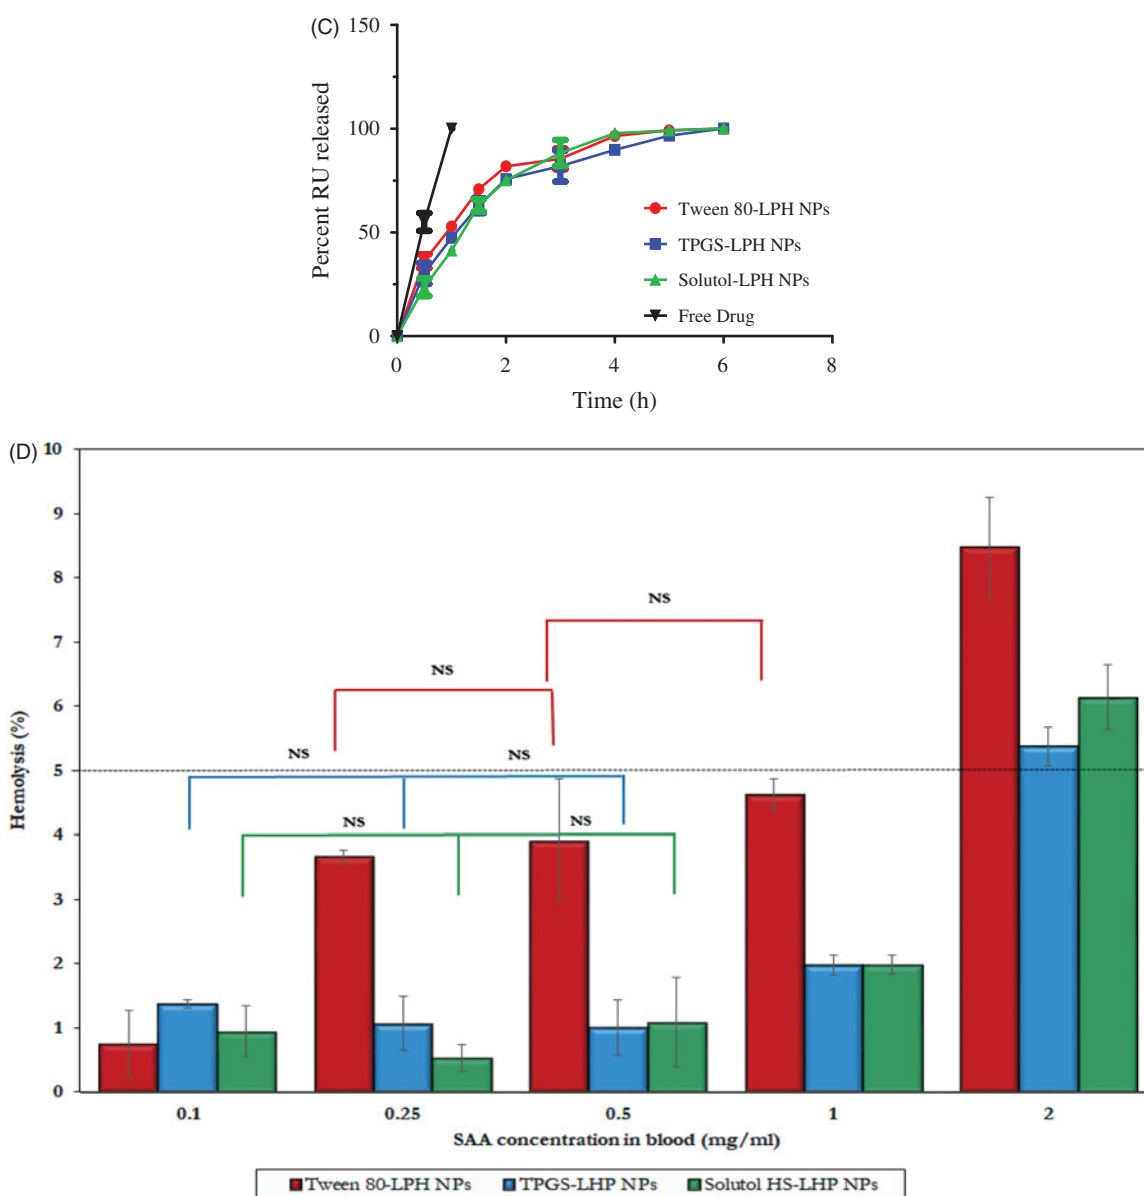 (C)
150
100
50
0
Percent RU released
Tween 80-LPH NPs
TPGS-LPH NPs
Solutol-LPH NPs
Free Drug
0 2 4 6 8
Time (h)
(D)
10
9
8
7
6
5
4
3
2
1
0
Hemolysis (%)
NS
NS
NS NS
NS NS
0.1 0.25 0.5 1 2
SAA concentration in blood (mg/ml)
Tween 80-LPH NPs TPGS-LHP NPs Solutol HS-LHP NPs